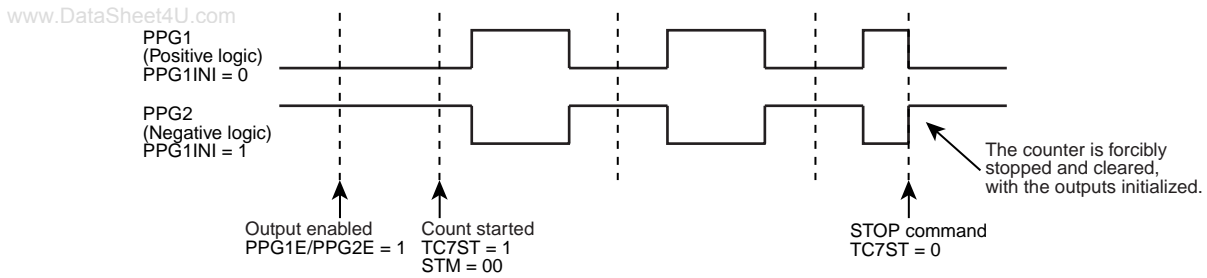 www.DataSheet4U.com
PPG1
(Positive logic)
PPG1INI = 0
PPG2
(Negative logic)
PPG1INI = 1
The counter is forcibly
stopped and cleared,
with the outputs initialized.
Output enabled
PPG1E/PPG2E = 1
Count started
TC7ST = 1
STM = 00
STOP command
TC7ST = 0